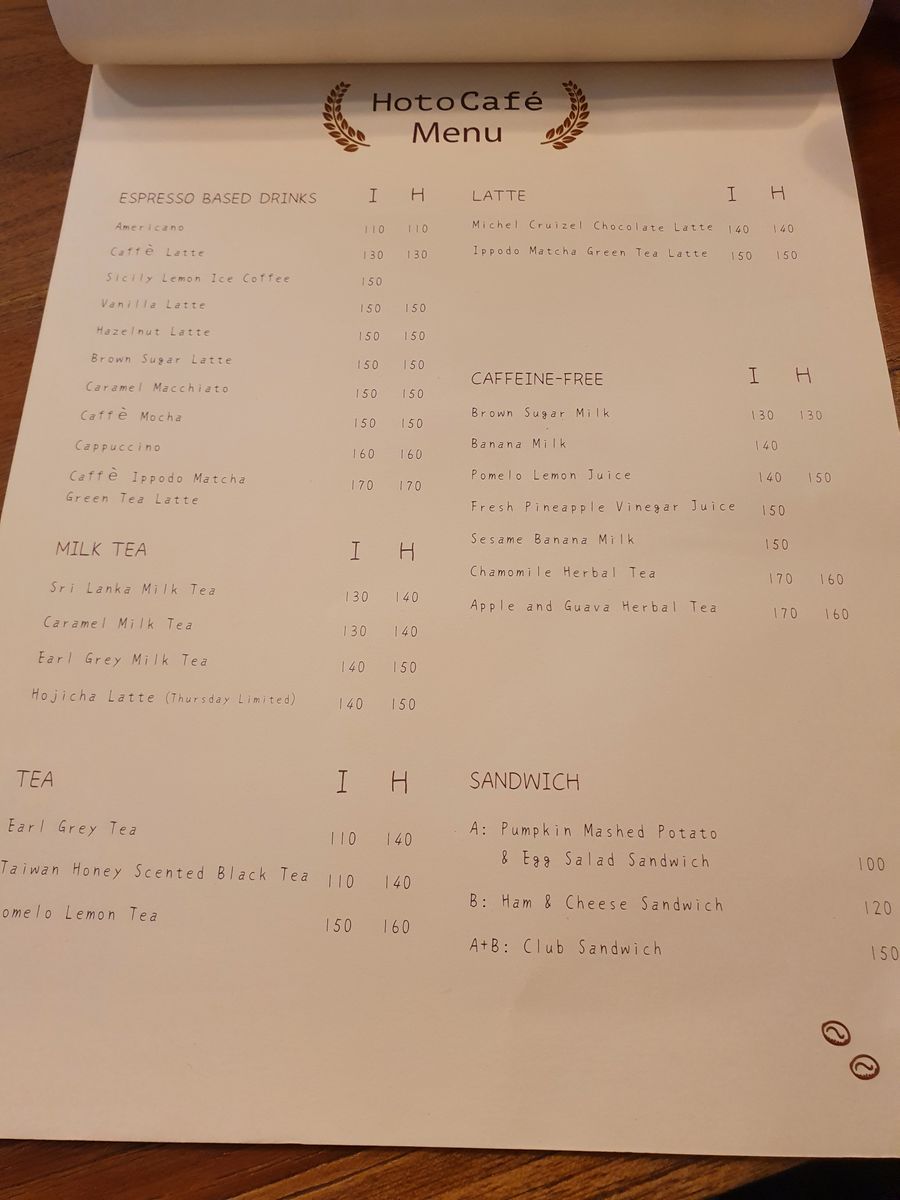 HotoCafé
Menu
ESPRESSO BASED DRINKS I H
Americano 110 110
Caffè Latte 130 130
Sicily Lemon Ice Coffee 150
Vanilla Latte 150 150
Hazelnut Latte 150 150
Brown Sugar Latte 150 150
Caramel Macchiato 150 150
Caffè Mocha 150 150
Cappuccino 160 160
Caffè Ippodo Matcha 170 170
Green Tea Latte
MILK TEA I H
Sri Lanka Milk Tea 130 140
Caramel Milk Tea 130 140
Earl Grey Milk Tea 140 150
Hojicha Latte (Thursday Limited) 140 150
TEA I H
Earl Grey Tea 110 140
Taiwan Honey Scented Black Tea 110 140
omelo Lemon Tea 150 160
LATTE I H
Michel Cruizel Chocolate Latte 140 140
Ippodo Matcha Green Tea Latte 150 150
CAFFEINE-FREE I H
Brown Sugar Milk 130 130
Banana Milk 140
Pomelo Lemon Juice 140 150
Fresh Pineapple Vinegar Juice 150
Sesame Banana Milk 150
Chamomile Herbal Tea 170 160
Apple and Guava Herbal Tea 170 160
SANDWICH
A: Pumpkin Mashed Potato
& Egg Salad Sandwich 100
B: Ham & Cheese Sandwich 120
A+B: Club Sandwich 150